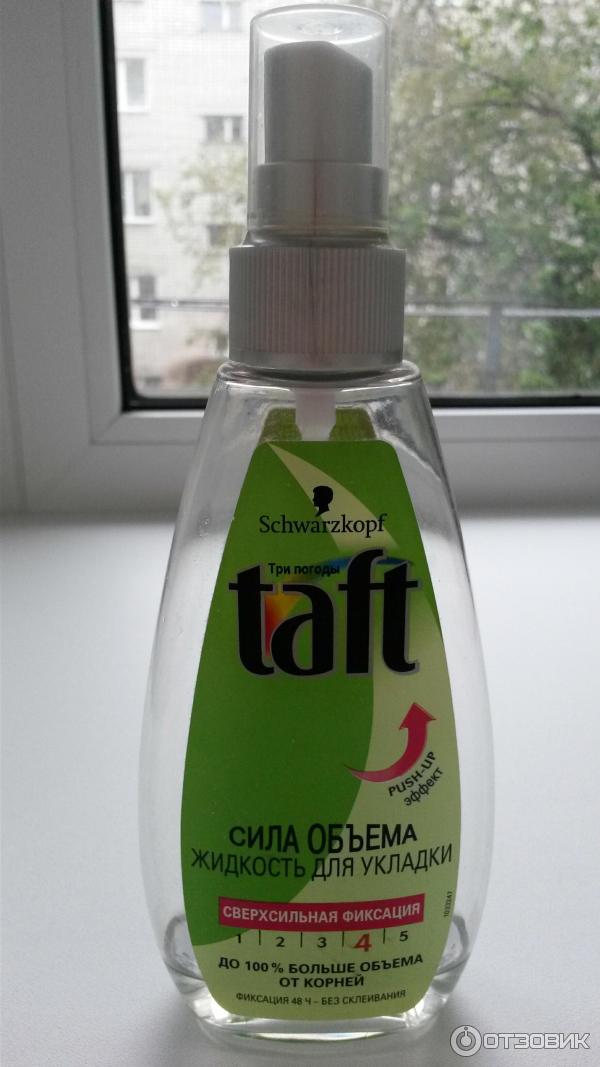 Schwarzkopf
Три погоды
taft
PUSH-UP
эффект
СИЛА ОБЪЕМА
ЖИДКОСТЬ ДЛЯ УКЛАДКИ
СВЕРХСИЛЬНАЯ ФИКСАЦИЯ
1 | 2 | 3 | 4 | 5
ДО 100% БОЛЬШЕ ОБЪЕМА
ОТ КОРНЕЙ
ФИКСАЦИЯ 48 Ч – БЕЗ СКЛЕИВАНИЯ
ОТЗОВИК